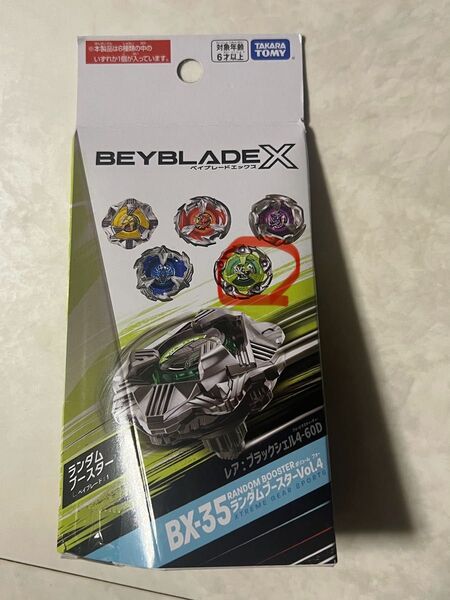 ※本製品は6種類の中の
いずれか1個が入っています。
対象年齢
6才以上
TAKARA
TOMY
BEYBLADE X
ベイブレードエックス
ランダム
ブースター
レア：ブラックシェル4-60D
BX-35
RANDOM BOOSTER
ランダムブースターVol.4
XTREME GEAR SPORTS